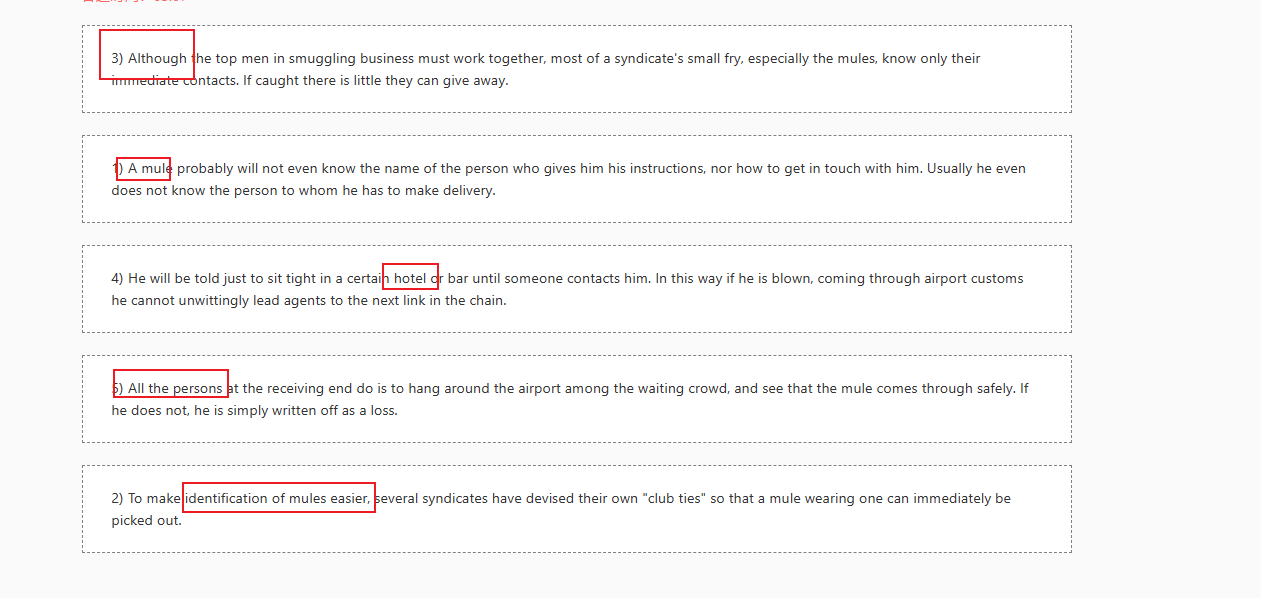 3) Although the top men in smuggling business must work together, most of a syndicate's small fry, especially the mules, know only their
immediate contacts. If caught there is little they can give away.
1) A mule probably will not even know the name of the person who gives him his instructions, nor how to get in touch with him. Usually he even
does not know the person to whom he has to make delivery.
4) He will be told just to sit tight in a certain hotel or bar until someone contacts him. In this way if he is blown, coming through airport customs
he cannot unwittingly lead agents to the next link in the chain.
5) All the persons at the receiving end do is to hang around the airport among the waiting crowd, and see that the mule comes through safely. If
he does not, he is simply written off as a loss.
2) To make identification of mules easier, several syndicates have devised their own "club ties" so that a mule wearing one can immediately be
picked out.